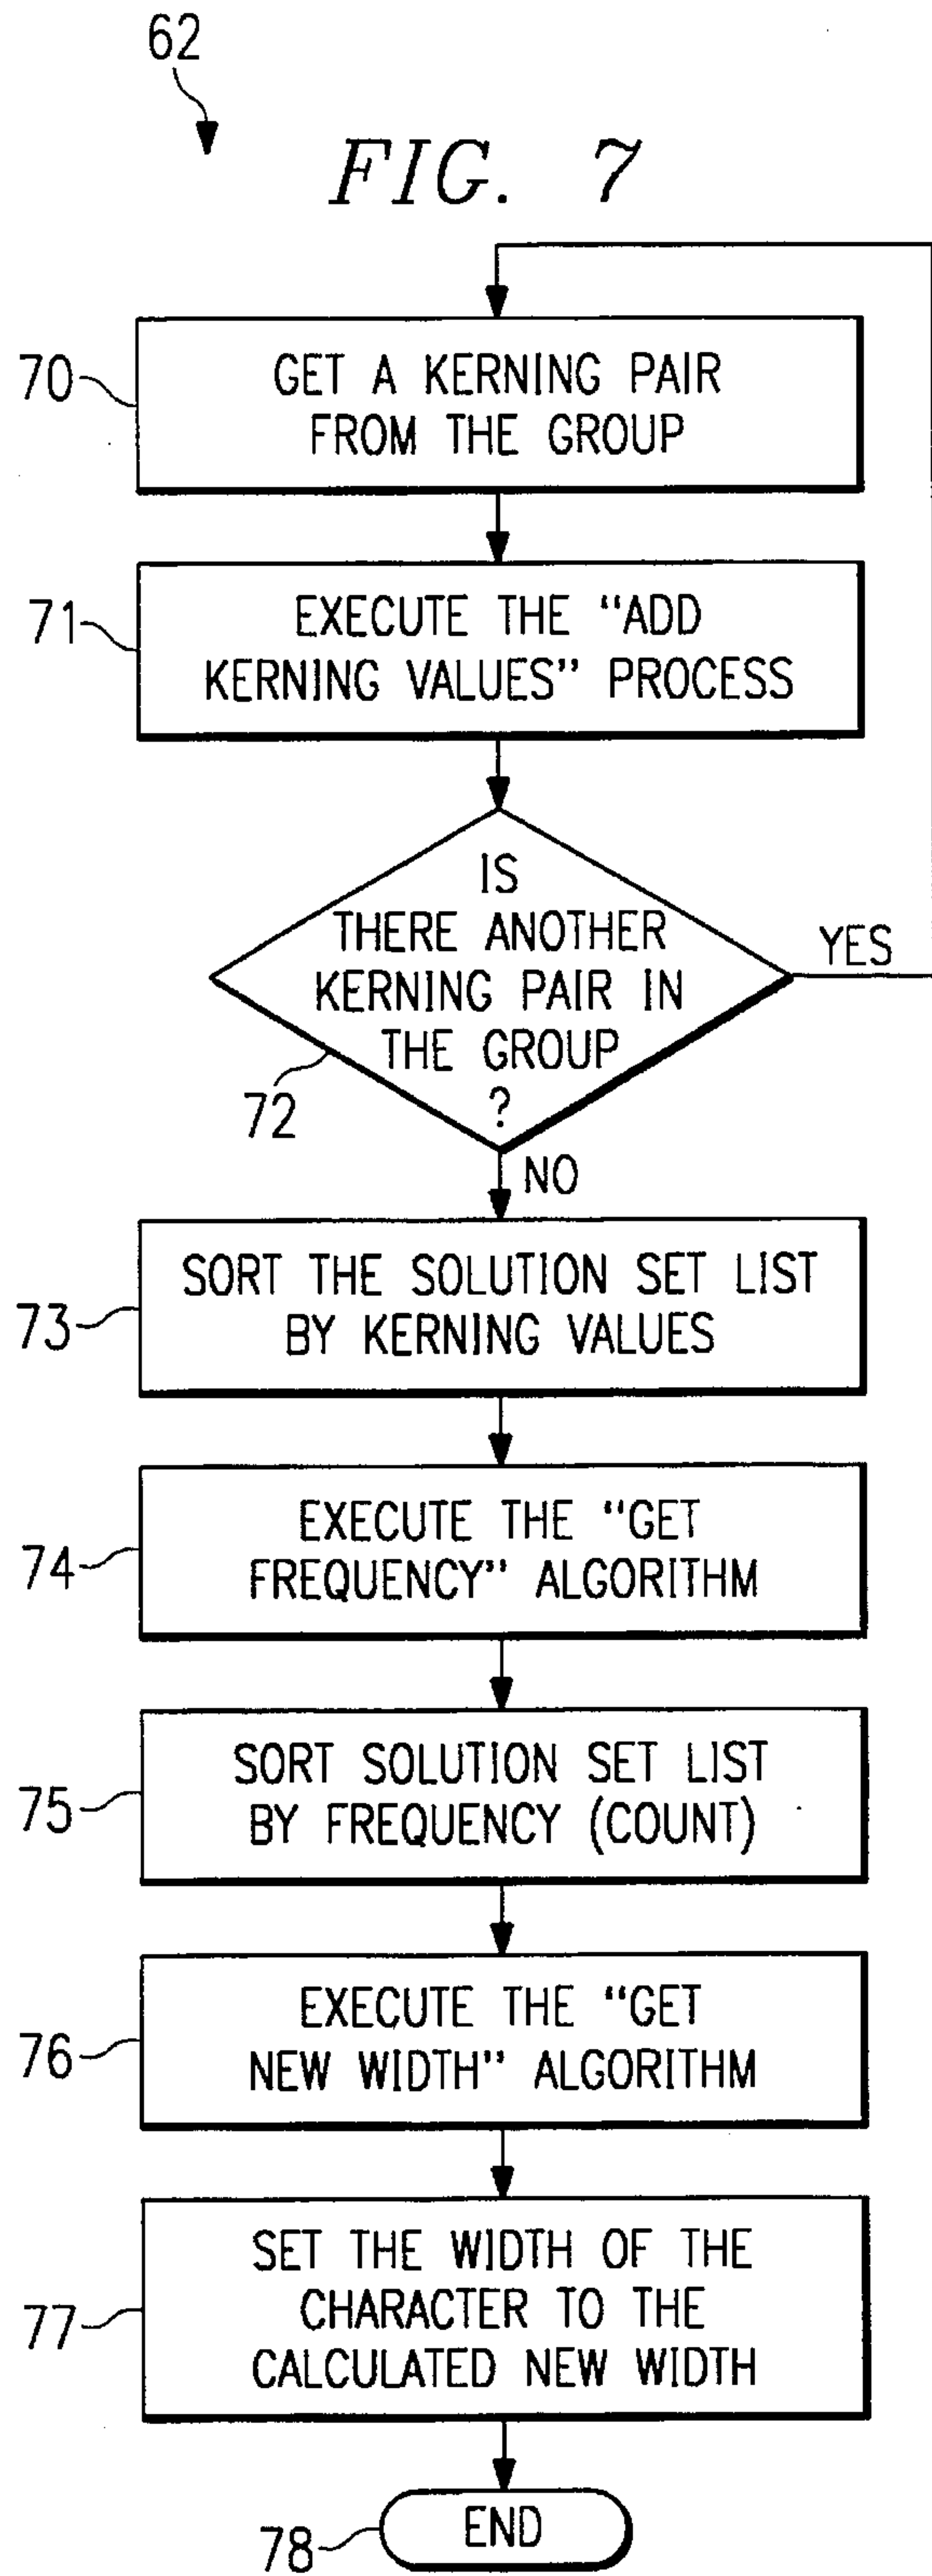 62
FIG. 7
70
GET A KERNING PAIR
FROM THE GROUP
71
EXECUTE THE "ADD
KERNING VALUES" PROCESS
IS
THERE ANOTHER
KERNING PAIR IN
THE GROUP
?
YES
72
NO
73
SORT THE SOLUTION SET LIST
BY KERNING VALUES
74
EXECUTE THE "GET
FREQUENCY" ALGORITHM
75
SORT SOLUTION SET LIST
BY FREQUENCY (COUNT)
76
EXECUTE THE "GET
NEW WIDTH" ALGORITHM
77
SET THE WIDTH OF THE
CHARACTER TO THE
CALCULATED NEW WIDTH
78
END